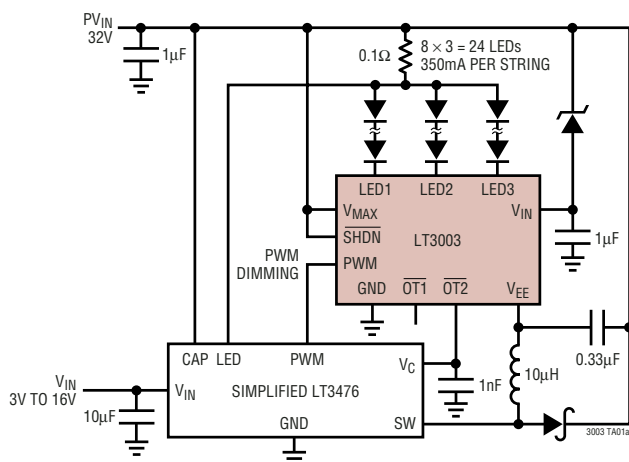 PVIN
32V
1µF
0.1Ω
8 × 3 = 24 LEDs
350mA PER STRING
LED1
LED2
LED3
VMAX
VIN
SHDN
LT3003
PWM
PWM
DIMMING
GND
OT1
OT2
VEE
1µF
CAP
LED
PWM
VC
0.33µF
VIN
3V TO 16V
VIN
SIMPLIFIED LT3476
1nF
10µH
10µF
GND
SW
3003 TA01a